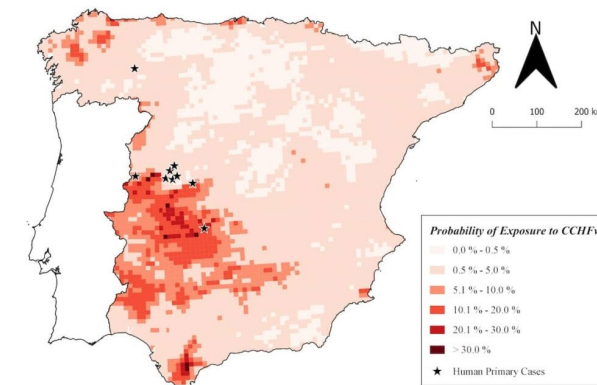 N
0 100 200 km
Probability of Exposure to CCHFv
0.0 % - 0.5 %
0.5 % - 5.0 %
5.1 % - 10.0 %
10.1 % - 20.0 %
20.1 % - 30.0 %
> 30.0 %
Human Primary Cases